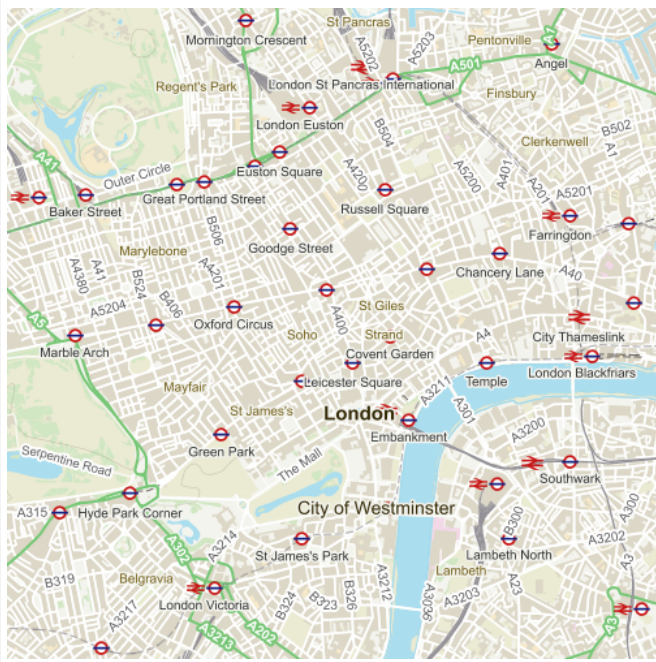 St Pancras
Mornington Crescent
A5202
A5203
Pentonville
A1
A501
Angel
Regent's Park
London St Pancras International
Finsbury
London Euston
B504
B502
Clerkenwell
A1
A41
Outer Circle
Euston Square
A4200
A5200
A401
A201
A5201
Baker Street
Great Portland Street
Russell Square
Farringdon
B506
Goodge Street
Marylebone
Chancery Lane
A40
A4380
A41
B524
B406
A4201
A5204
A5
Oxford Circus
St Giles
A400
Soho
Strand
A4
City Thameslink
Marble Arch
Covent Garden
Mayfair
Leicester Square
A3211
Temple
London Blackfriars
A301
St James's
London
Embankment
A3200
Green Park
The Mall
Serpentine Road
Southwark
A315
Hyde Park Corner
City of Westminster
B300
A300
A302
A3214
St James's Park
Lambeth North
A3202
A3
B319
Belgravia
Lambeth
London Victoria
A3217
B324
B323
B326
A3212
A3036
A3203
A23
A3213
A202
A3